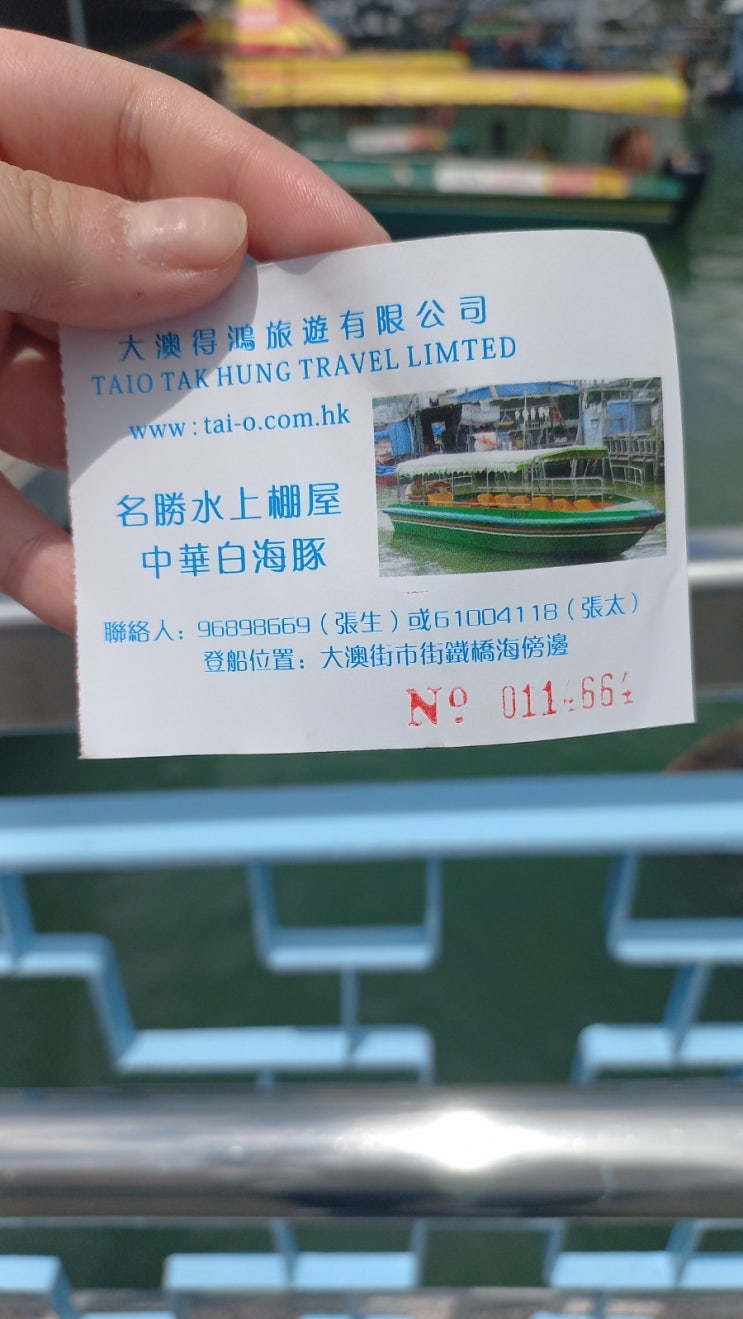 大澳得鴻旅遊有限公司
TAIO TAK HUNG TRAVEL LIMTED
www:tai-o.com.hk
名勝水上棚屋
中華白海豚
聯絡人：96898669（張生）或61004118（張太）
登船位置：大澳街市街鐵橋海傍邊
Nº 011664